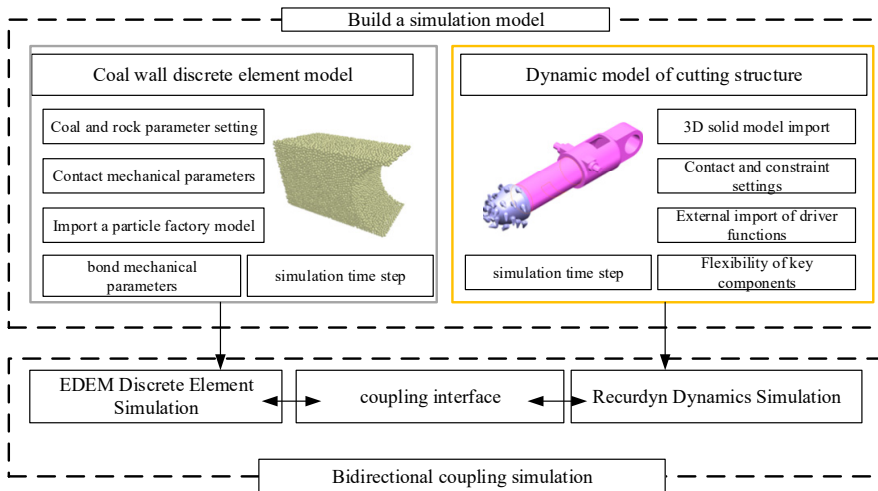 Build a simulation model
Coal wall discrete element model
Coal and rock parameter setting
Contact mechanical parameters
Import a particle factory model
bond mechanical
parameters
simulation time step
Dynamic model of cutting structure
3D solid model import
Contact and constraint
settings
External import of driver
functions
simulation time step
Flexibility of key
components
EDEM Discrete Element
Simulation
coupling interface
Recurdyn Dynamics Simulation
Bidirectional coupling simulation